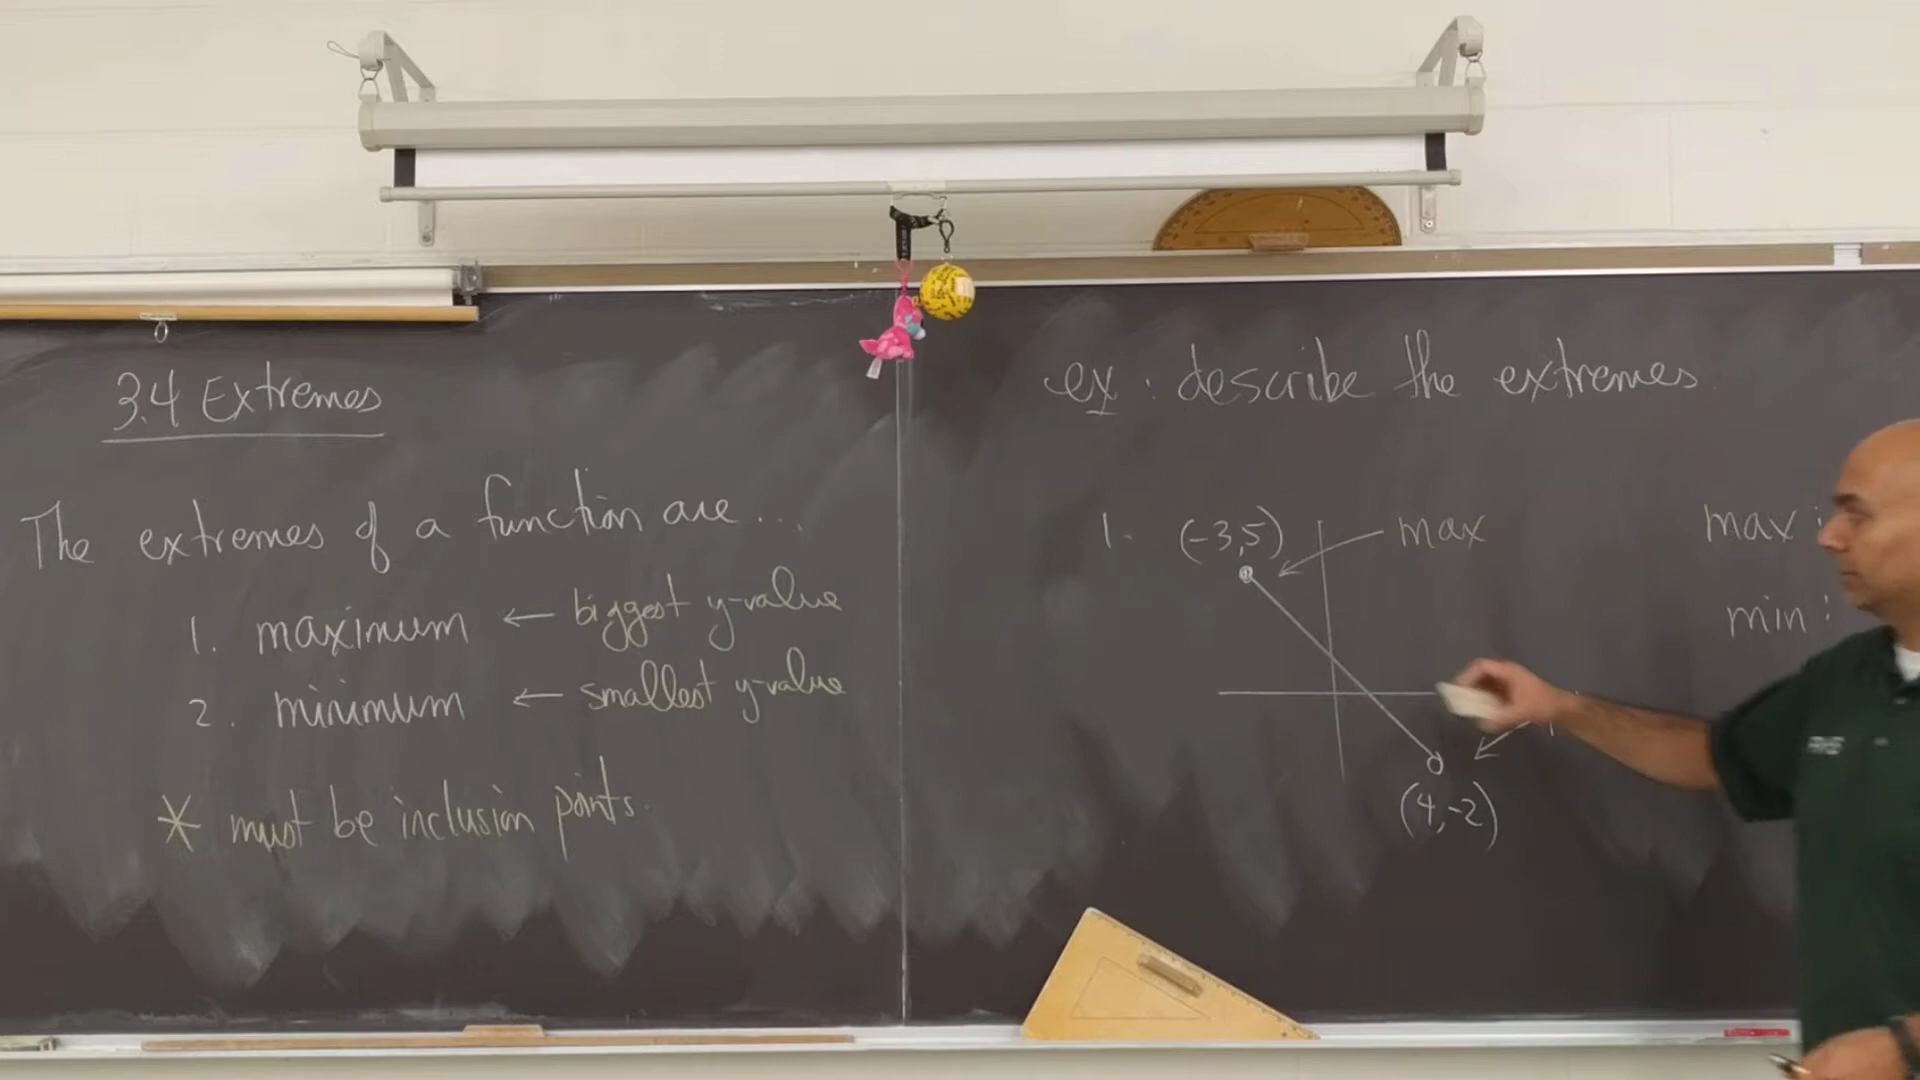 3.4 Extremes
The extremes of a function are...
1. maximum ← biggest y-value
2. minimum ← smallest y-value
* must be inclusion points.
ex: describe the extremes.
1. (-3,5) max
max:
min:
(4,-2)